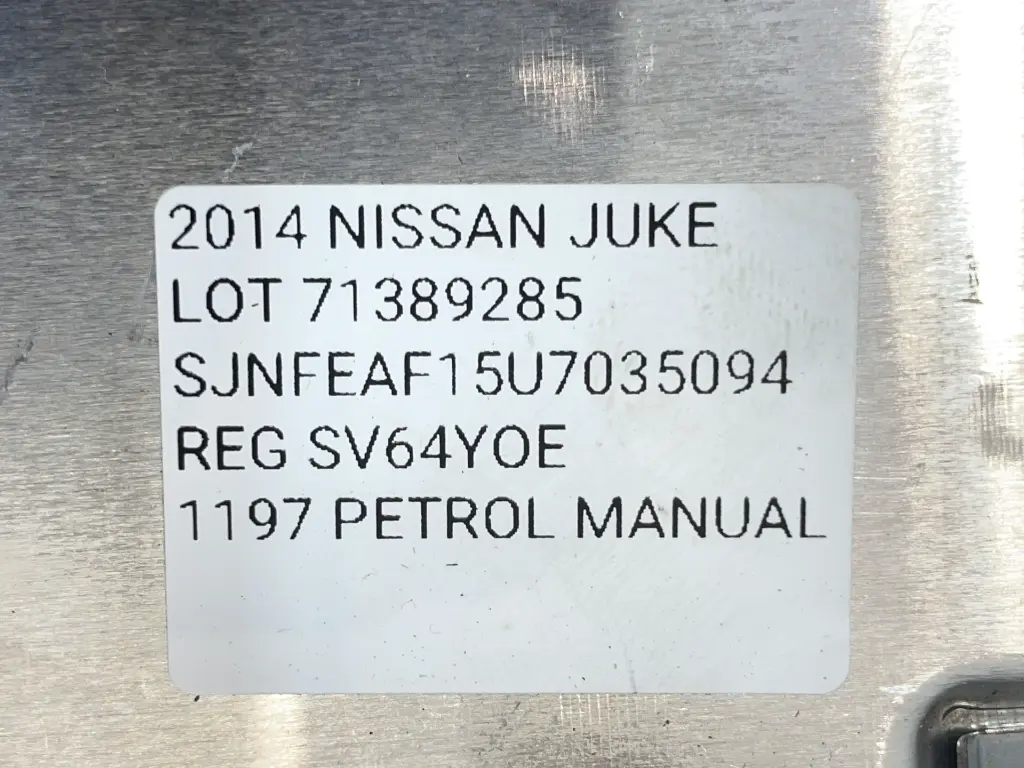 2014 NISSAN JUKE
LOT 71389285
SJNFEAF15U7035094
REG SV64YOE
1197 PETROL MANUAL